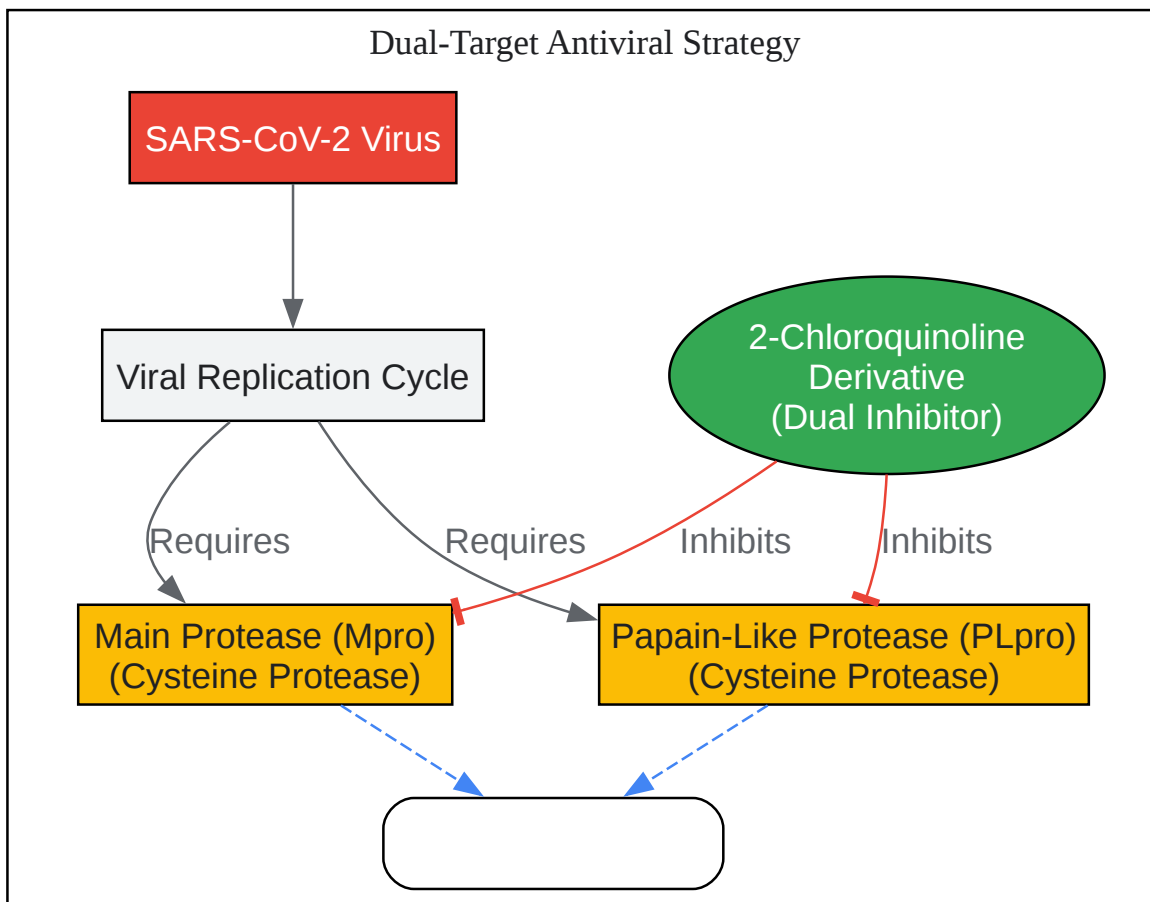 Dual-Target Antiviral Strategy
SARS-CoV-2 Virus
Viral Replication Cycle
2-Chloroquinoline
Derivative
(Dual Inhibitor)
Requires
Requires
Inhibits
Inhibits
Main Protease (Mpro)
(Cysteine Protease)
Papain-Like Protease (PLpro)
(Cysteine Protease)